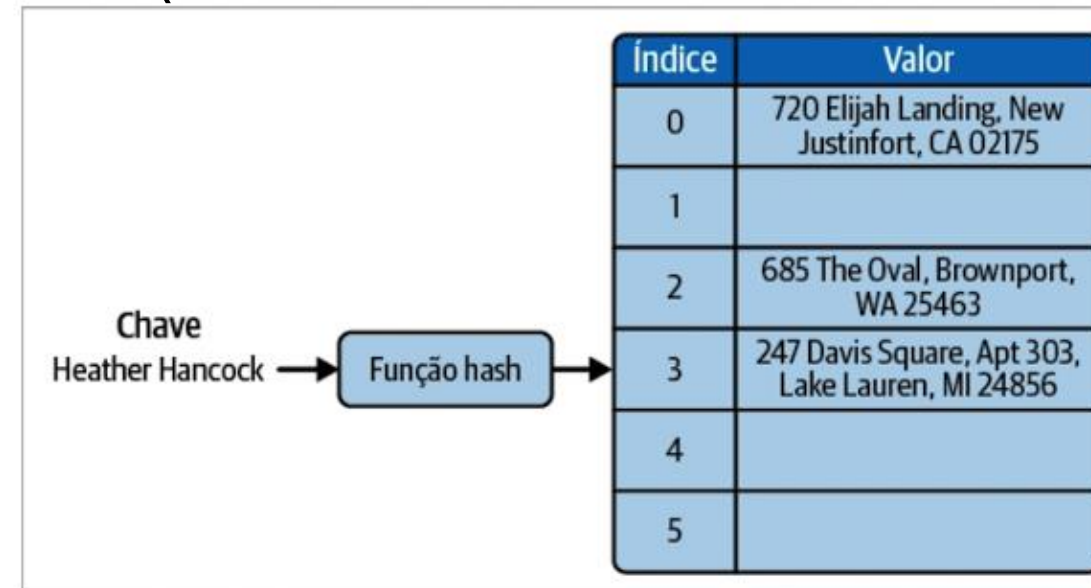 Índice Valor
0 720 Elijah Landing, New
Justinfort, CA 02175
1
2 685 The Oval, Brownport,
WA 25463
Chave
Heather Hancock Função hash 3 247 Davis Square, Apt 303,
Lake Lauren, MI 24856
4
5